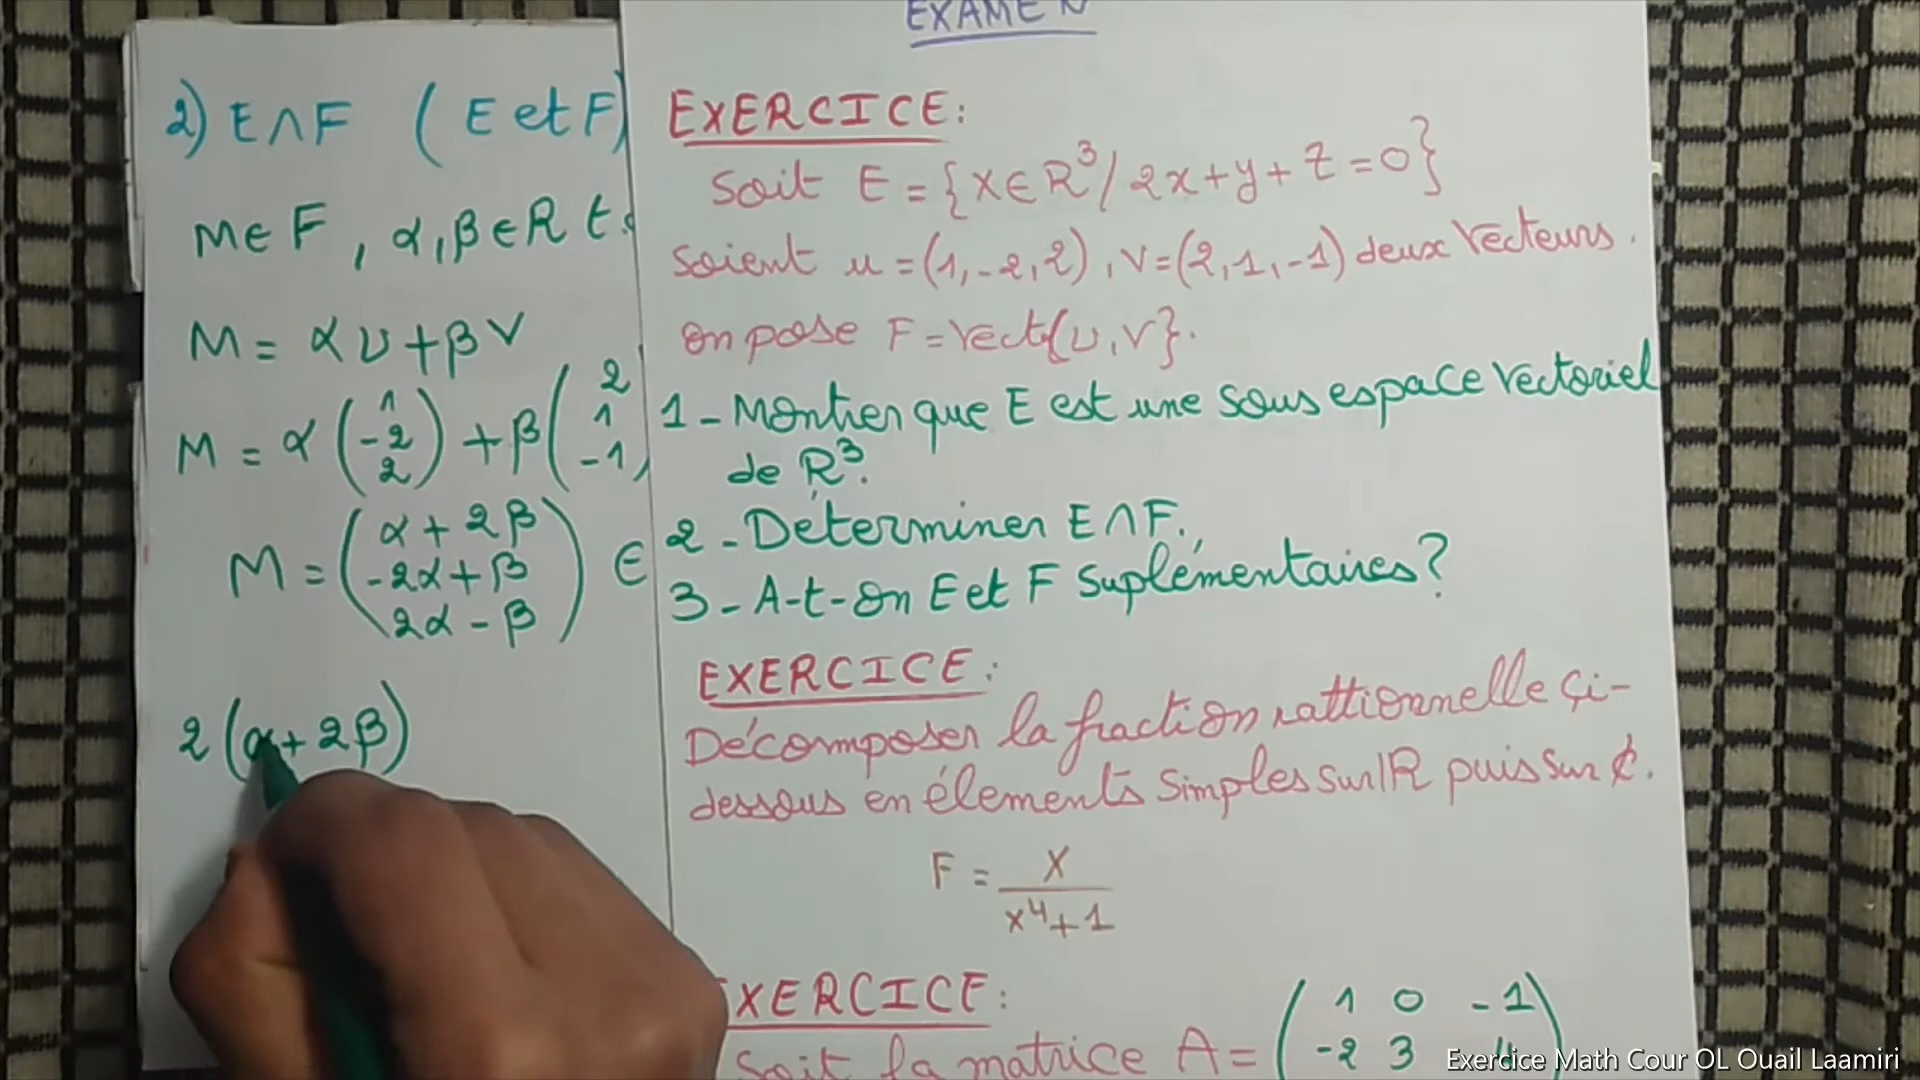 2) E∩F ( E et F)
M∈F , α,β∈R t.
M = αu+βv
M = α(1 -2 2) + β(2 1 -1)
M = (α+2β -2α+β 2α-β) ∈
2(α+2β)
EXAMEN
EXERCICE:
Soit E = {X∈R³/ 2x+y+z=0}
Soient u=(1,-2,2) ,v=(2,1,-1) deux Vecteurs.
on pose F=Vect{u,v}.
1-Montrer que E est une sous espace Vectoriel
de R³.
2-Déterminer E∩F.
3-A-t-on E et F Suplémentaires?
EXERCICE:
Décomposer la fraction rattionnelle çi-
dessous en élements Simples sur R puis sur ₵.
F = X
x⁴+1
XERCICE:
Soit la matrice A= (1 0 -1
-2 3
Exercice Math Cour OL Ouail Laamiri